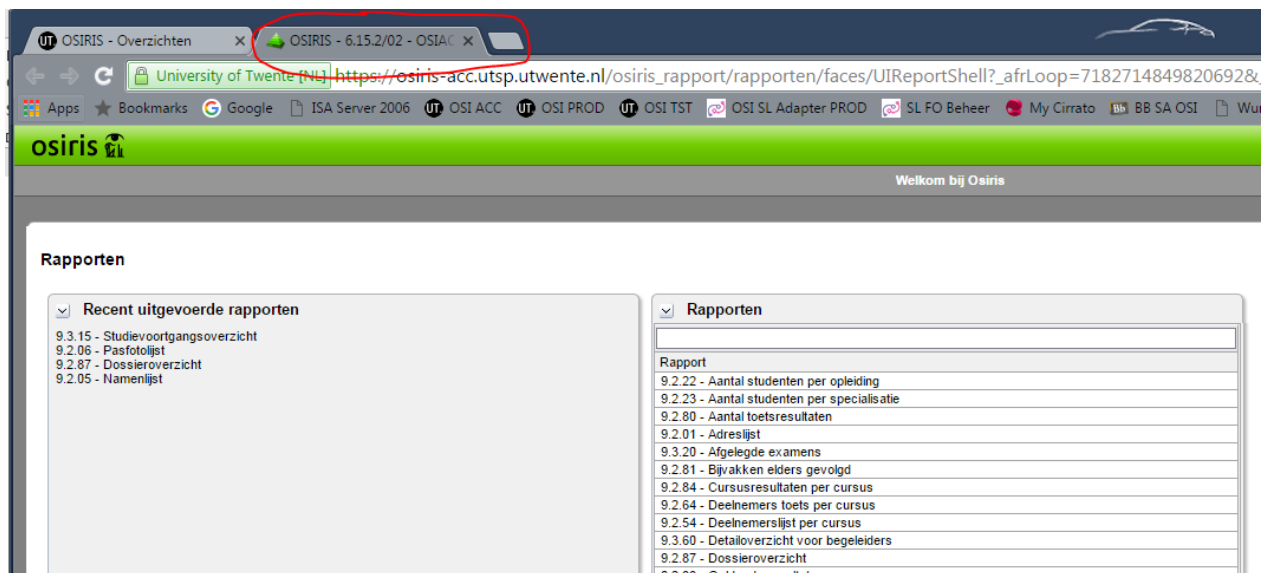 OSIRIS - Overzichten
OSIRIS - 6.15.2/02 - OSIAC
University of Twente [NL] https://osiris-acc.utsp.utwente.nl/osiris_rapport/rapporten/faces/UIReportShell?_afrLoop=7182714849820692&_
Apps Bookmarks Google ISA Server 2006 OSI ACC OSI PROD OSI TST OSI SL Adapter PROD SL FO Beheer My Cirrato BB SA OSI Wu
osiris
Welkom bij Osiris
Rapporten
Recent uitgevoerde rapporten
9.3.15 - Studievoortgangsoverzicht
9.2.06 - Pasfotolijst
9.2.87 - Dossieroverzicht
9.2.05 - Namenlijst
Rapporten
Rapport
9.2.22 - Aantal studenten per opleiding
9.2.23 - Aantal studenten per specialisatie
9.2.80 - Aantal toetsresultaten
9.2.01 - Adreslijst
9.3.20 - Afgelegde examens
9.2.81 - Bijvakken elders gevolgd
9.2.84 - Cursusresultaten per cursus
9.2.64 - Deelnemers toets per cursus
9.2.54 - Deelnemerslijst per cursus
9.3.60 - Detailoverzicht voor begeleiders
9.2.87 - Dossieroverzicht